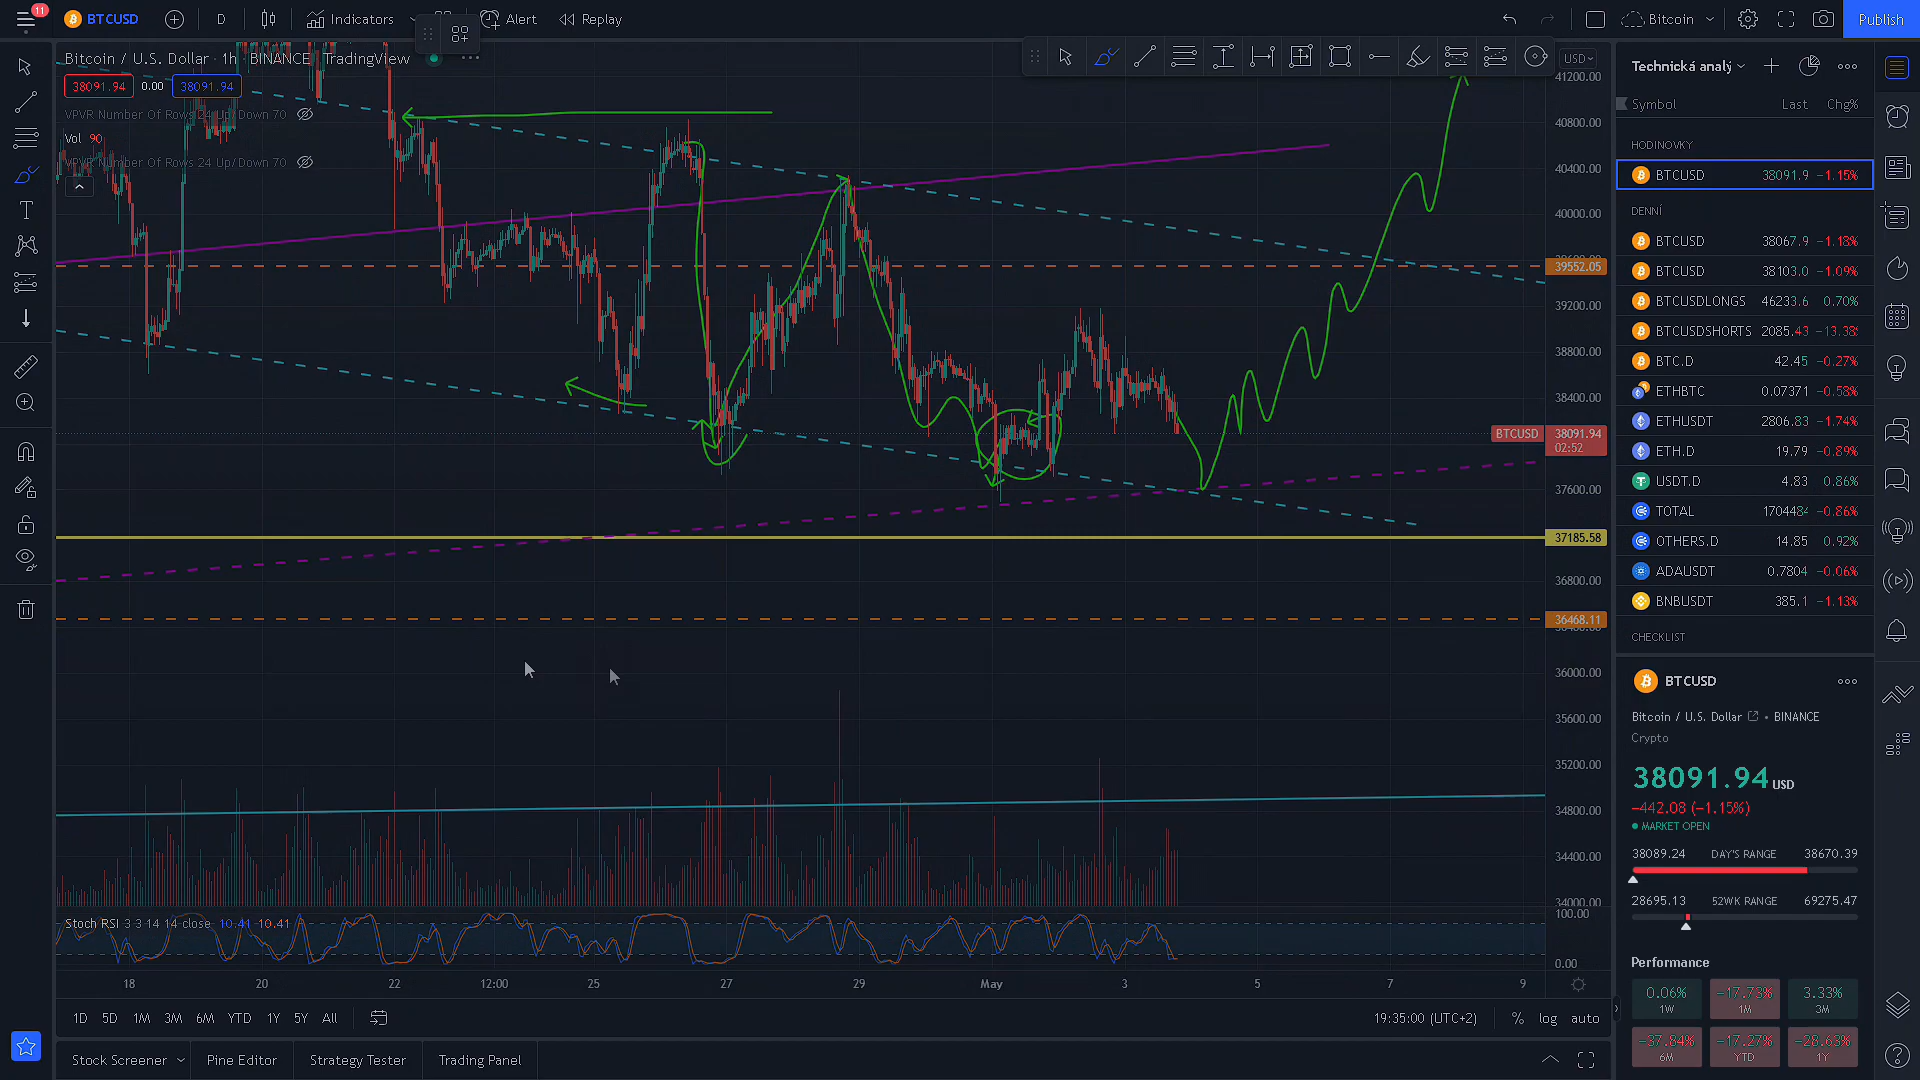 11
BTCUSD
D
Indicators
Alert
Replay
Bitcoin
Publish
Bitcoin / U.S. Dollar · 1h · BINANCE · TradingView
38091.94
0.00
38091.94
VPVR Number Of Rows 24 Up/Down 70
Vol 90
VPVR Number Of Rows 24 Up/Down 70
USD
41200.00
40800.00
40400.00
40000.00
39552.05
39200.00
38800.00
38400.00
BTCUSD
38091.94
02:52
37600.00
37185.58
36800.00
36468.11
36000.00
35600.00
35200.00
34800.00
34400.00
34000.00
Stoch RSI 3 3 14 14 close 10.41 10.41
100.00
0.00
18
20
22
12:00
25
27
29
May
3
5
7
9
1D
5D
1M
3M
6M
YTD
1Y
5Y
All
19:35:00 (UTC+2)
%
log
auto
Stock Screener
Pine Editor
Strategy Tester
Trading Panel
Technická analý
Symbol Last Chg%
HODINOVKY
BTCUSD 38091.9 −1.15%
DENNÍ
BTCUSD 38067.9 −1.18%
BTCUSD 38103.0 −1.09%
BTCUSDLONGS 46233.6 0.70%
BTCUSDSHORTS 2085.43 −13.38%
BTC.D 42.45 −0.27%
ETHBTC 0.07371 −0.58%
ETHUSDT 2806.83 −1.74%
ETH.D 19.79 −0.89%
USDT.D 4.83 0.86%
TOTAL 1704484 −0.86%
OTHERS.D 14.85 0.92%
ADAUSDT 0.7804 −0.06%
BNBUSDT 385.1 −1.13%
CHECKLIST
BTCUSD
Bitcoin / U.S. Dollar • BINANCE
Crypto
38091.94 USD
−442.08 (−1.15%)
MARKET OPEN
38089.24 DAY'S RANGE 38670.39
28695.13 52WK RANGE 69275.47
Performance
0.06%
1W
−17.73%
1M
3.33%
3M
−37.84%
6M
−17.27%
YTD
−28.63%
1Y